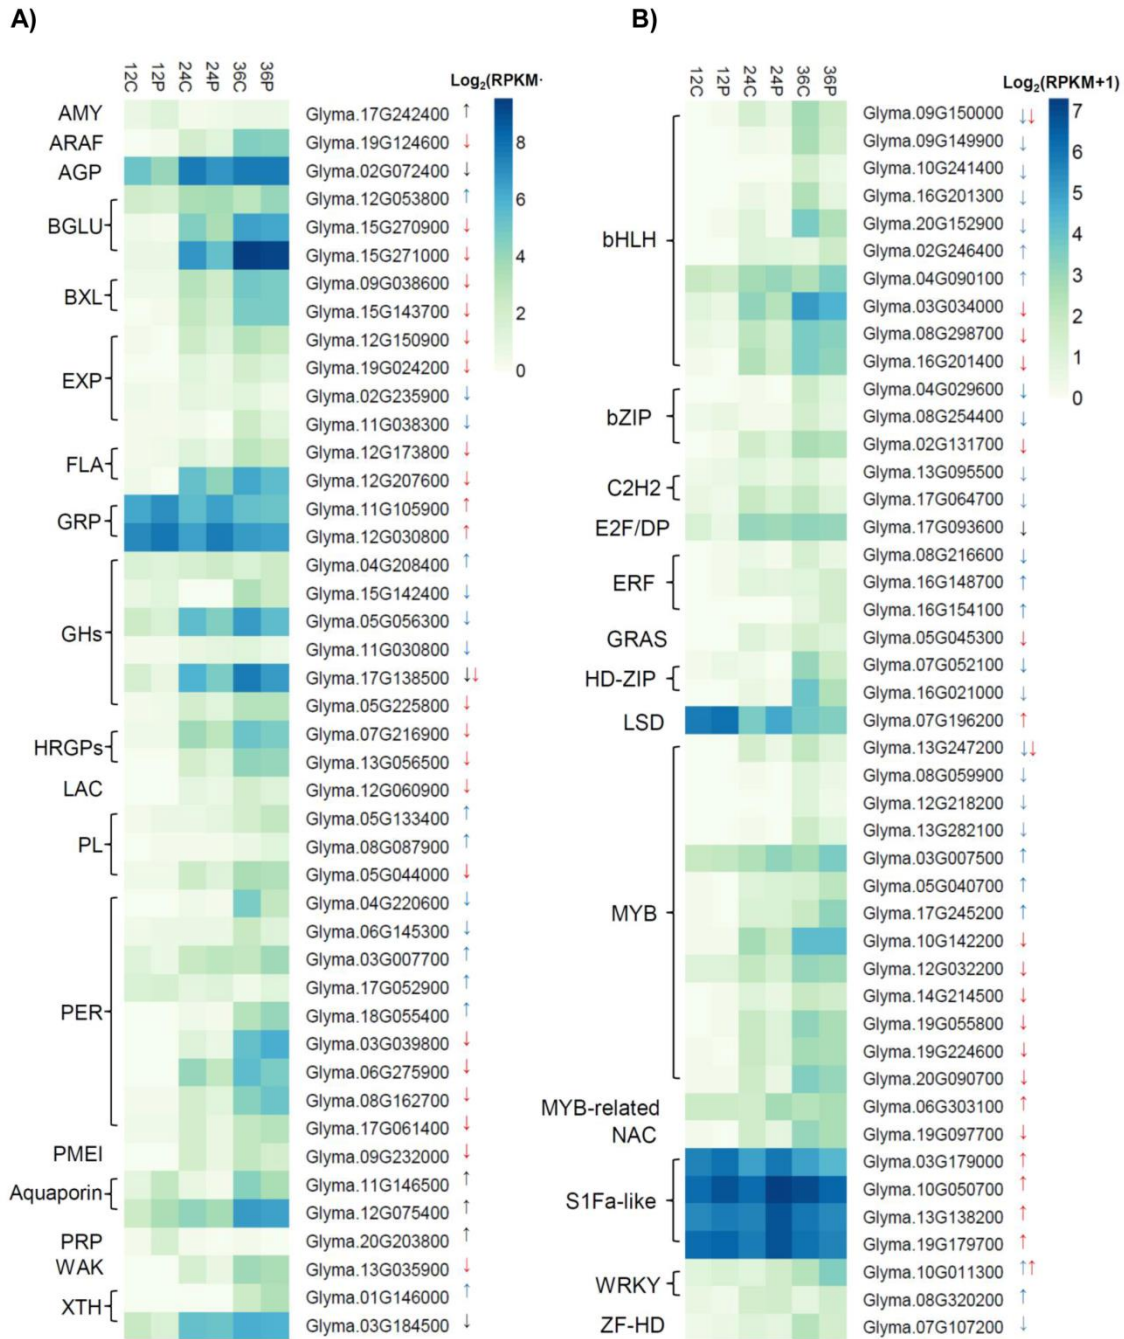 A)
12C 12P 24C 24P 36C 36P
Log₂(RPKM·
AMY Glyma.17G242400 ↑
ARAF Glyma.19G124600 ↓
AGP Glyma.02G072400 ↓
Glyma.12G053800 ↑
BGLU Glyma.15G270900 ↓
Glyma.15G271000 ↓
Glyma.09G038600 ↓
BXL
Glyma.15G143700 ↓
Glyma.12G150900 ↓
Glyma.19G024200 ↓
EXP
Glyma.02G235900 ↓
Glyma.11G038300 ↓
Glyma.12G173800 ↓
FLA
Glyma.12G207600 ↓
Glyma.11G105900 ↑
GRP
Glyma.12G030800 ↑
Glyma.04G208400 ↑
Glyma.15G142400 ↓
Glyma.05G056300 ↓
GHs
Glyma.11G030800 ↓
Glyma.17G138500 ↓↓
Glyma.05G225800 ↓
Glyma.07G216900 ↓
HRGPs
Glyma.13G056500 ↓
LAC Glyma.12G060900 ↓
Glyma.05G133400 ↑
PL Glyma.08G087900 ↑
Glyma.05G044000 ↓
Glyma.04G220600 ↓
Glyma.06G145300 ↓
Glyma.03G007700 ↑
Glyma.17G052900 ↑
PER Glyma.18G055400 ↑
Glyma.03G039800 ↓
Glyma.06G275900 ↓
Glyma.08G162700 ↓
Glyma.17G061400 ↓
PMEI Glyma.09G232000 ↓
Glyma.11G146500 ↑
Aquaporin
Glyma.12G075400 ↑
PRP Glyma.20G203800 ↑
WAK Glyma.13G035900 ↓
Glyma.01G146000 ↑
XTH
Glyma.03G184500 ↓
8
6
4
2
0
B)
12C 12P 24C 24P 36C 36P
Log₂(RPKM+1)
Glyma.09G150000 ↓↓
Glyma.09G149900 ↓
Glyma.10G241400 ↓
Glyma.16G201300 ↓
Glyma.20G152900 ↓
bHLH
Glyma.02G246400 ↑
Glyma.04G090100 ↑
Glyma.03G034000 ↓
Glyma.08G298700 ↓
Glyma.16G201400 ↓
Glyma.04G029600 ↓
bZIP Glyma.08G254400 ↓
Glyma.02G131700 ↓
Glyma.13G095500 ↓
C2H2
Glyma.17G064700 ↓
E2F/DP Glyma.17G093600 ↓
Glyma.08G216600 ↓
ERF Glyma.16G148700 ↑
Glyma.16G154100 ↑
GRAS Glyma.05G045300 ↓
Glyma.07G052100 ↓
HD-ZIP
Glyma.16G021000 ↓
LSD Glyma.07G196200 ↑
Glyma.13G247200 ↓↓
Glyma.08G059900 ↓
Glyma.12G218200 ↓
Glyma.13G282100 ↓
Glyma.03G007500 ↑
Glyma.05G040700 ↑
MYB Glyma.17G245200 ↑
Glyma.10G142200 ↓
Glyma.12G032200 ↓
Glyma.14G214500 ↓
Glyma.19G055800 ↓
Glyma.19G224600 ↓
Glyma.20G090700 ↓
MYB-related Glyma.06G303100 ↑
NAC Glyma.19G097700 ↓
Glyma.03G179000 ↑
Glyma.10G050700 ↑
S1Fa-like
Glyma.13G138200 ↑
Glyma.19G179700 ↑
Glyma.10G011300 ↑↑
WRKY
Glyma.08G320200 ↑
ZF-HD Glyma.07G107200 ↓
7
6
5
4
3
2
1
0